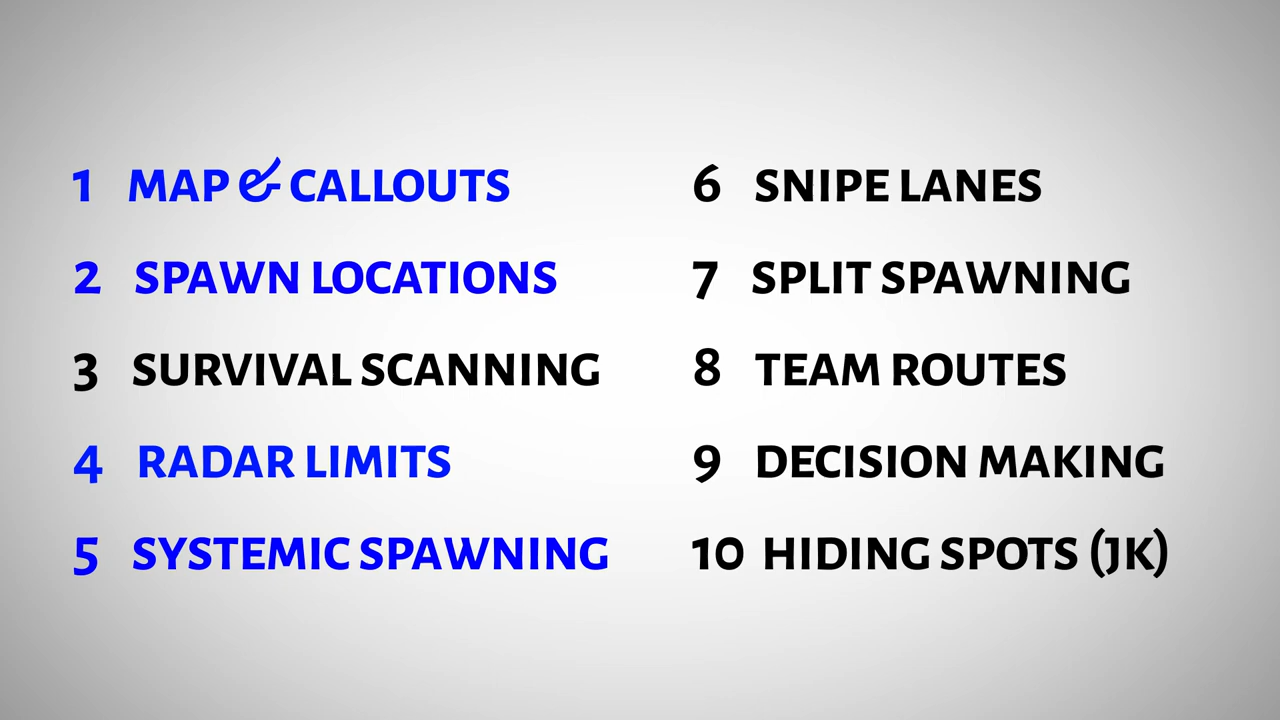 1 MAP & CALLOUTS
2 SPAWN LOCATIONS
3 SURVIVAL SCANNING
4 RADAR LIMITS
5 SYSTEMIC SPAWNING
6 SNIPE LANES
7 SPLIT SPAWNING
8 TEAM ROUTES
9 DECISION MAKING
10 HIDING SPOTS (JK)